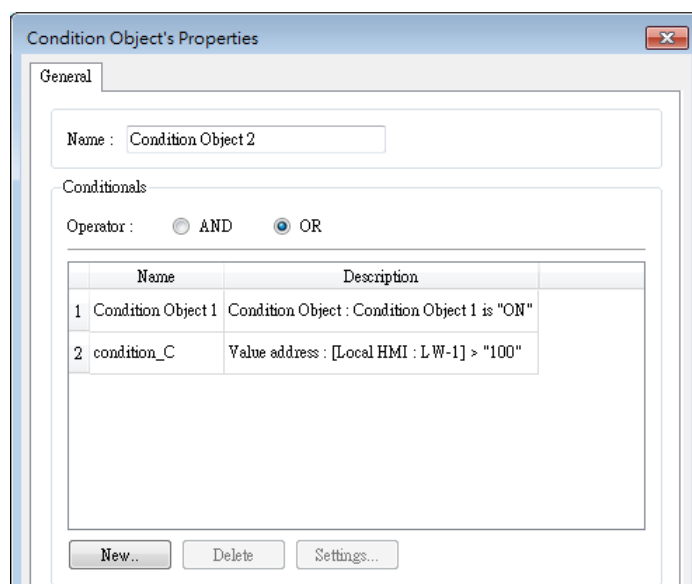 Condition Object's Properties
General
Name : Condition Object 2
Conditionals
Operator : AND OR
Name Description
1 Condition Object 1 Condition Object : Condition Object 1 is "ON"
2 condition_C Value address : [Local HMI : LW-1] > "100"
New.. Delete Settings...